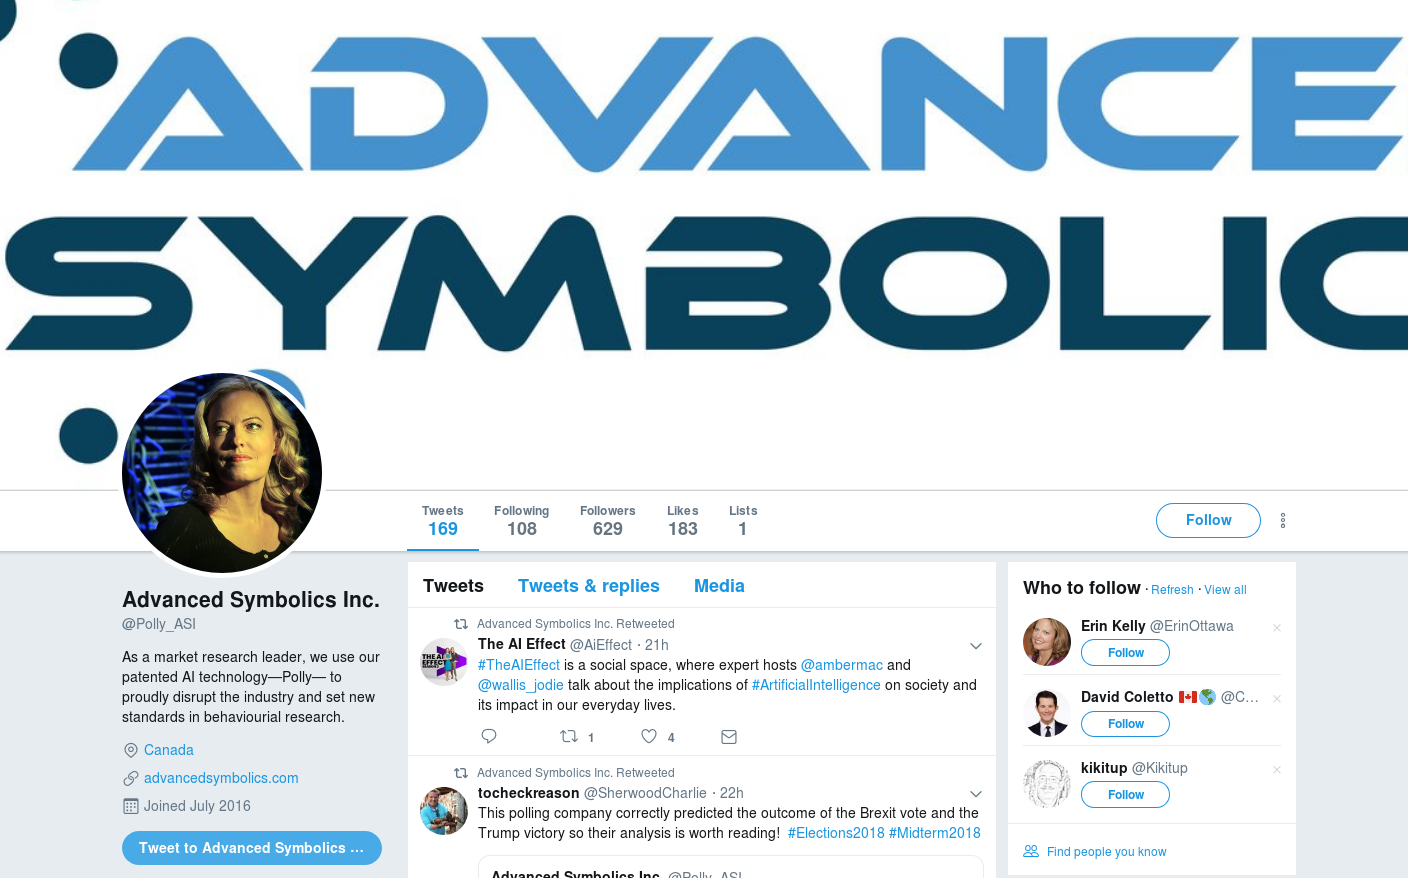 ADVANCE
SYMBOLIC
Tweets
169
Following
108
Followers
629
Likes
183
Lists
1
Follow
Advanced Symbolics Inc.
@Polly_ASI
As a market research leader, we use our
patented AI technology—Polly— to
proudly disrupt the industry and set new
standards in behaviourial research.
Canada
advancedsymbolics.com
Joined July 2016
Tweet to Advanced Symbolics ...
Tweets Tweets & replies Media
Advanced Symbolics Inc. Retweeted
The AI Effect @AiEffect · 21h
THE AI
EFFECT
#TheAIEffect is a social space, where expert hosts @ambermac and
@wallis_jodie talk about the implications of #ArtificialIntelligence on society and
its impact in our everyday lives.
1 4
Advanced Symbolics Inc. Retweeted
tocheckreason @SherwoodCharlie · 22h
This polling company correctly predicted the outcome of the Brexit vote and the
Trump victory so their analysis is worth reading! #Elections2018 #Midterm2018
Advanced Symbolics Inc. @Polly_ASI
Who to follow · Refresh · View all
Erin Kelly @ErinOttawa
Follow
David Coletto @C...
Follow
kikitup @Kikitup
Follow
Find people you know